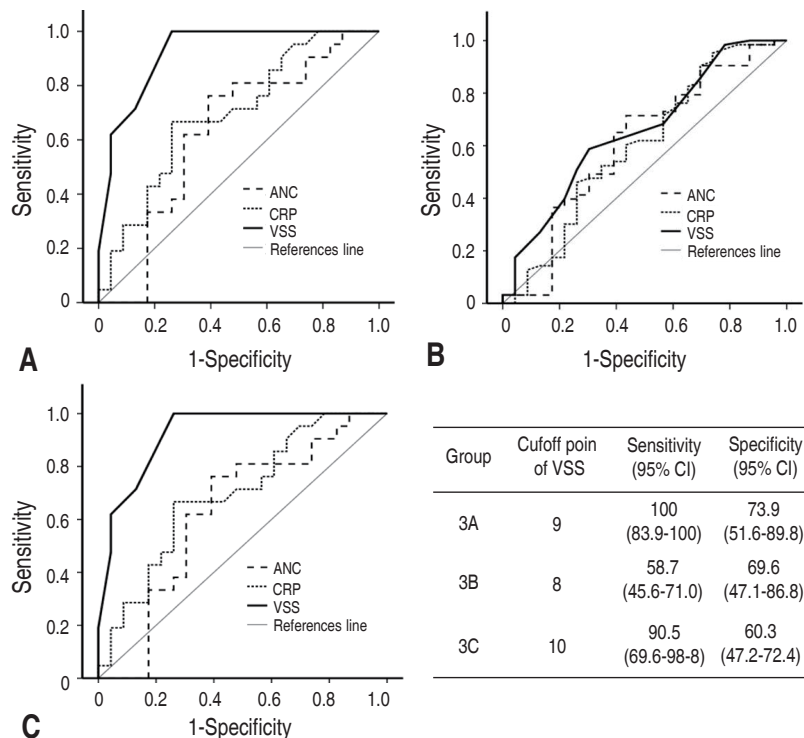 1.0
0.8
0.6
0.4
0.2
0
Sensitivity
ANC
CRP
VSS
References line
0 0.2 0.4 0.6 0.8 1.0
1-Specificity
A
1.0
0.8
0.6
0.4
0.2
0
Sensitivity
ANC
CRP
VSS
References line
0 0.2 0.4 0.6 0.8 1.0
1-Specificity
B
1.0
0.8
0.6
0.4
0.2
0
Sensitivity
ANC
CRP
VSS
References line
0 0.2 0.4 0.6 0.8 1.0
1-Specificity
C
Group Cufoff poin of VSS Sensitivity (95% CI) Specificity (95% CI)
3A 9 100 (83.9-100) 73.9 (51.6-89.8)
3B 8 58.7 (45.6-71.0) 69.6 (47.1-86.8)
3C 10 90.5 (69.6-98-8) 60.3 (47.2-72.4)